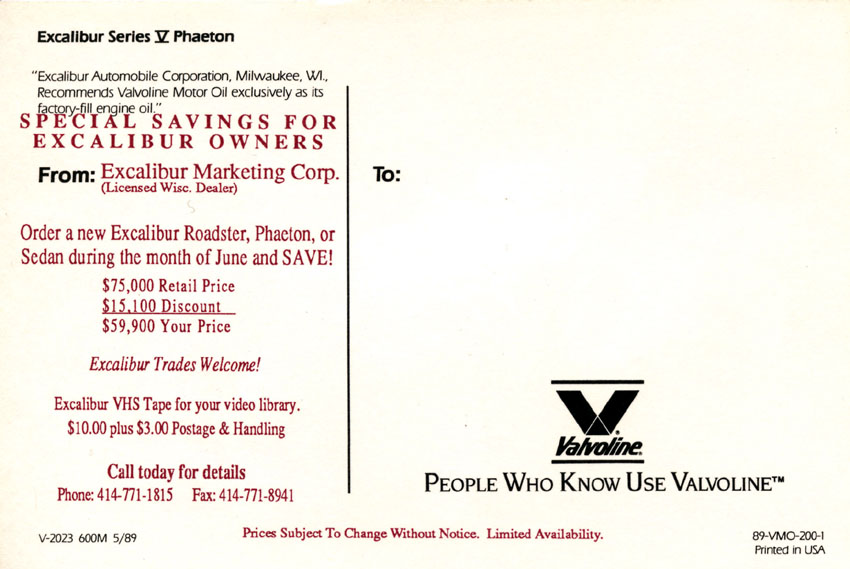 Excalibur Series V Phaeton
"Excalibur Automobile Corporation, Milwaukee, WI.,
Recommends Valvoline Motor Oil exclusively as its
factory-fill engine oil."
SPECIAL SAVINGS FOR
EXCALIBUR OWNERS
From: Excalibur Marketing Corp.
(Licensed Wisc. Dealer)
Order a new Excalibur Roadster, Phaeton, or
Sedan during the month of June and SAVE!
$75,000 Retail Price
$15,100 Discount
$59,900 Your Price
Excalibur Trades Welcome!
Excalibur VHS Tape for your video library.
$10.00 plus $3.00 Postage & Handling
Call today for details
Phone: 414-771-1815 Fax: 414-771-8941
To:
Valvoline®
PEOPLE WHO KNOW USE VALVOLINE™
V-2023 600M 5/89
Prices Subject To Change Without Notice. Limited Availability.
89-VMO-200-1
Printed in USA